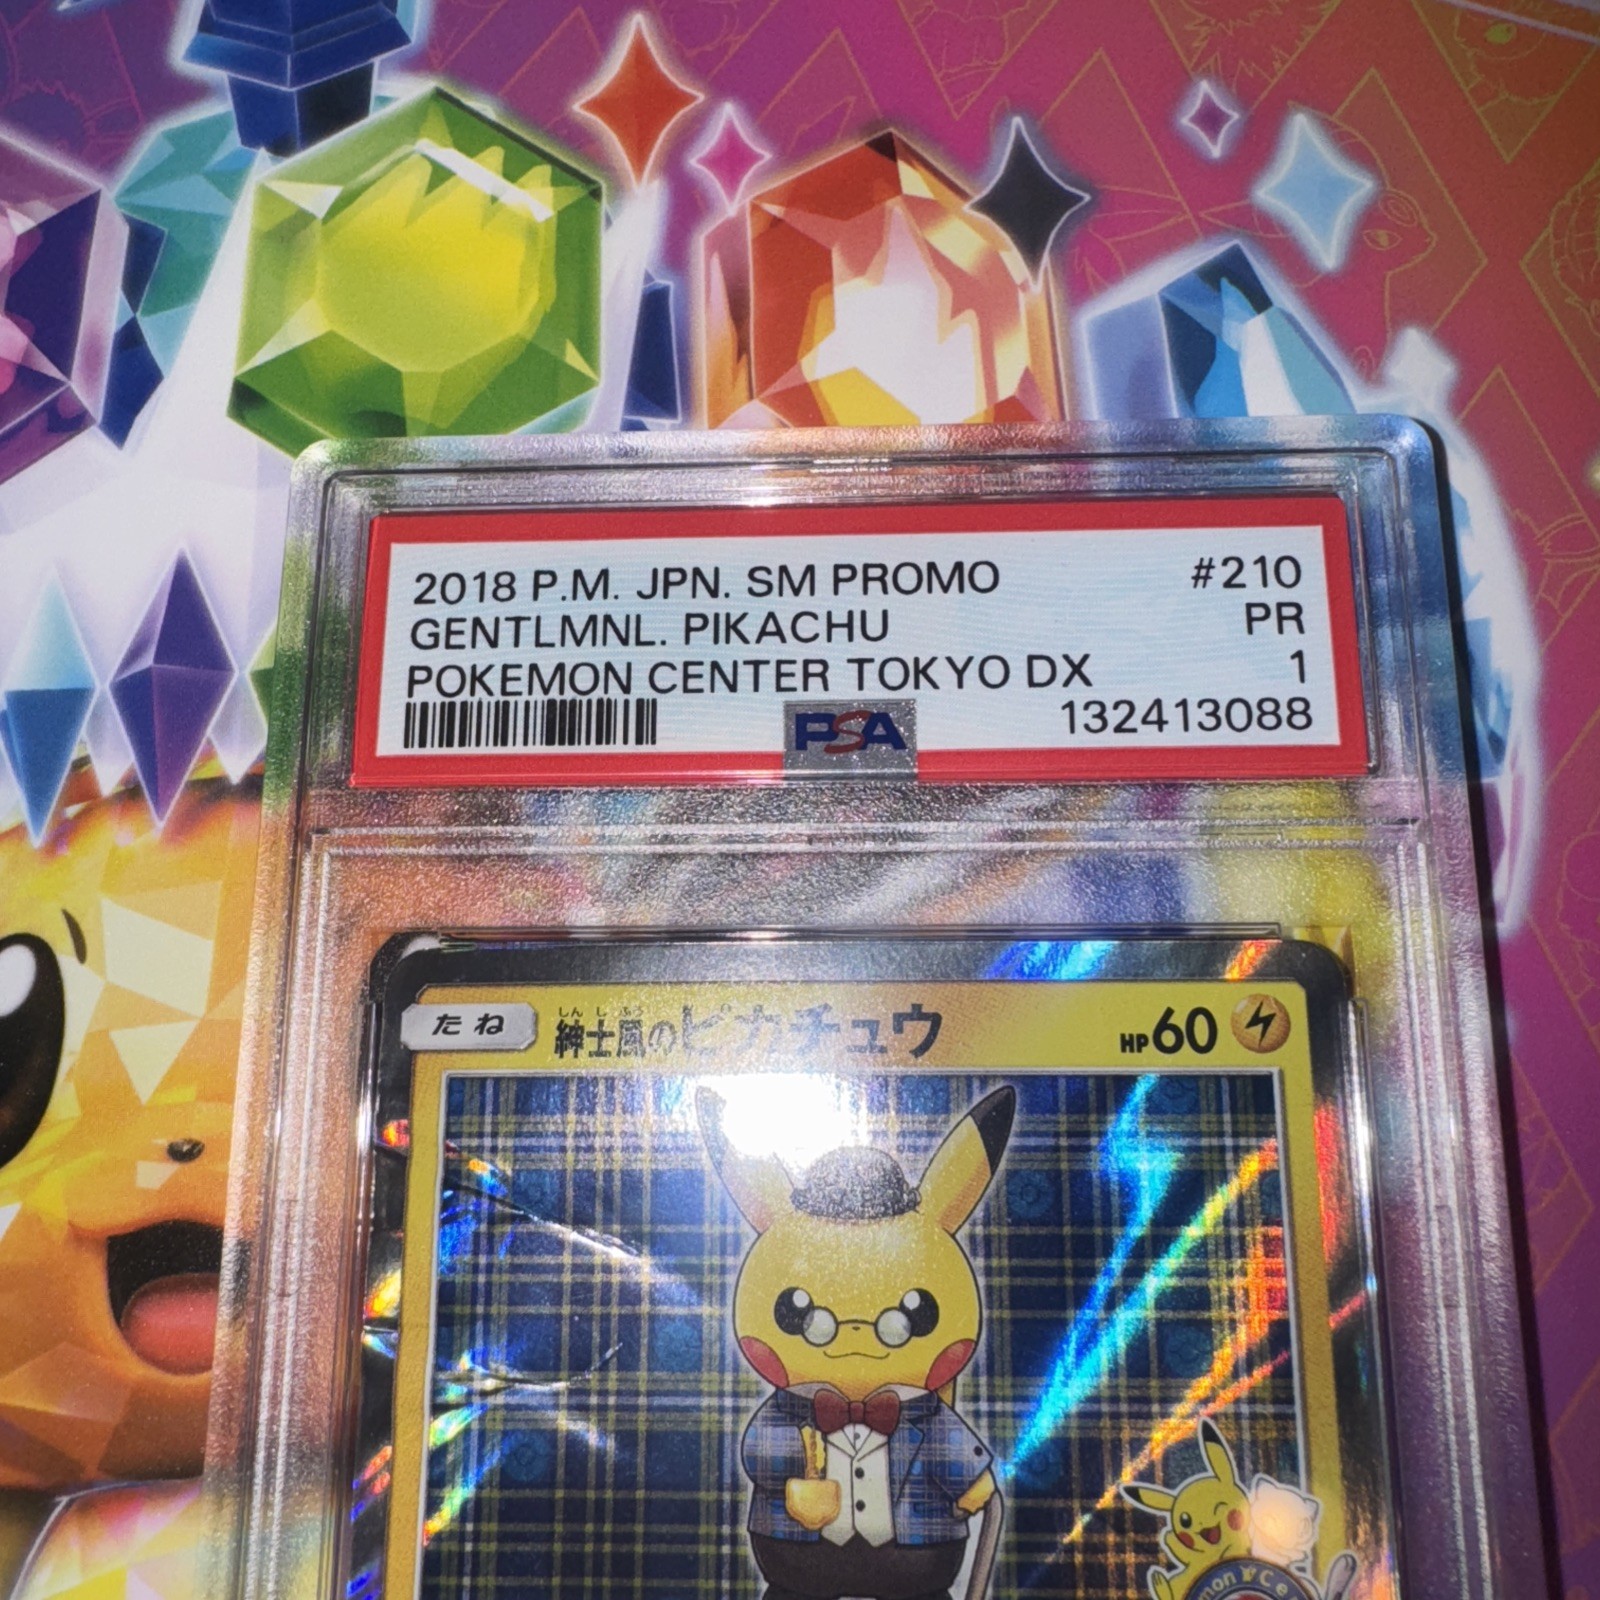 2018 P.M. JPN. SM PROMO #210
GENTLMNL. PIKACHU PR
POKEMON CENTER TOKYO DX 1
PSA 132413088
たね 紳士風のピカチュウ HP60
しんしふう